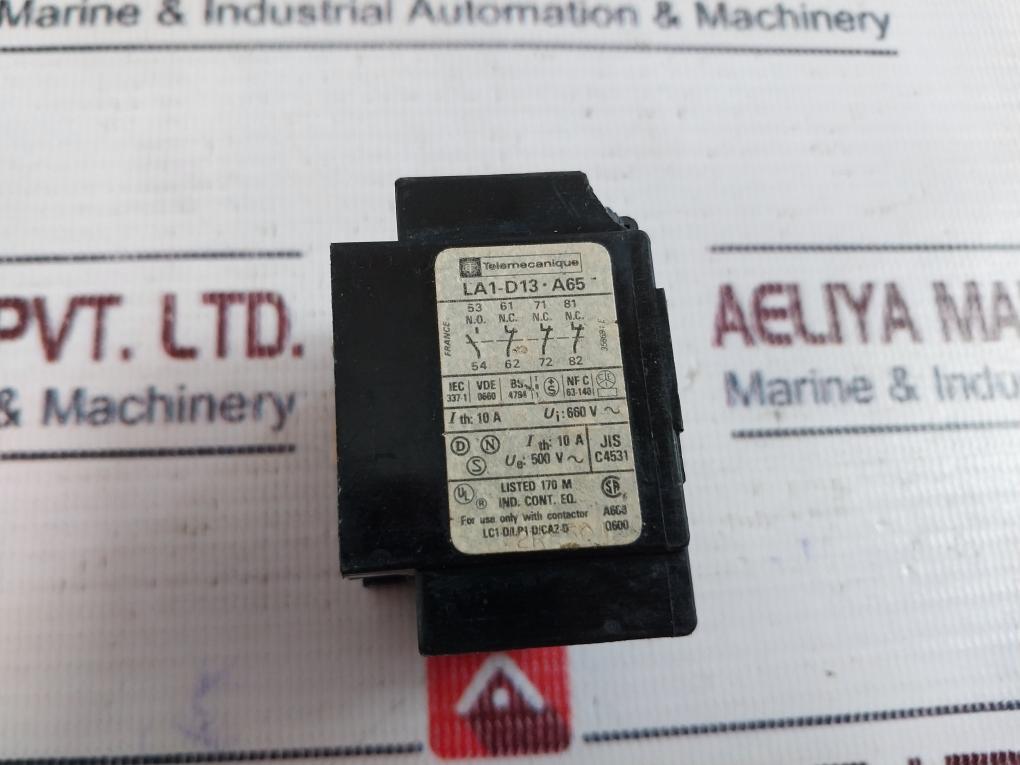 Marine & Industrial Automation & Machinery
PVT. LTD.
& Machinery
AELIYA MA
Marine & Indu
Telemecanique
LA1-D13 · A65
53 61 71 81
N.O. N.C. N.C. N.C.
FRANCE
54 62 72 82
IEC 337-1
VDE 0660
BS 4794
S
NF C 63-140
I th: 10 A Ui: 660 V ~
D N S
I th: 10 A
Ue: 500 V ~
JIS C4531
UL ®
LISTED 170 M
IND. CONT. EQ.
For use only with contactor
LC1-D/LP1-D/CA2-D
A600
Q600